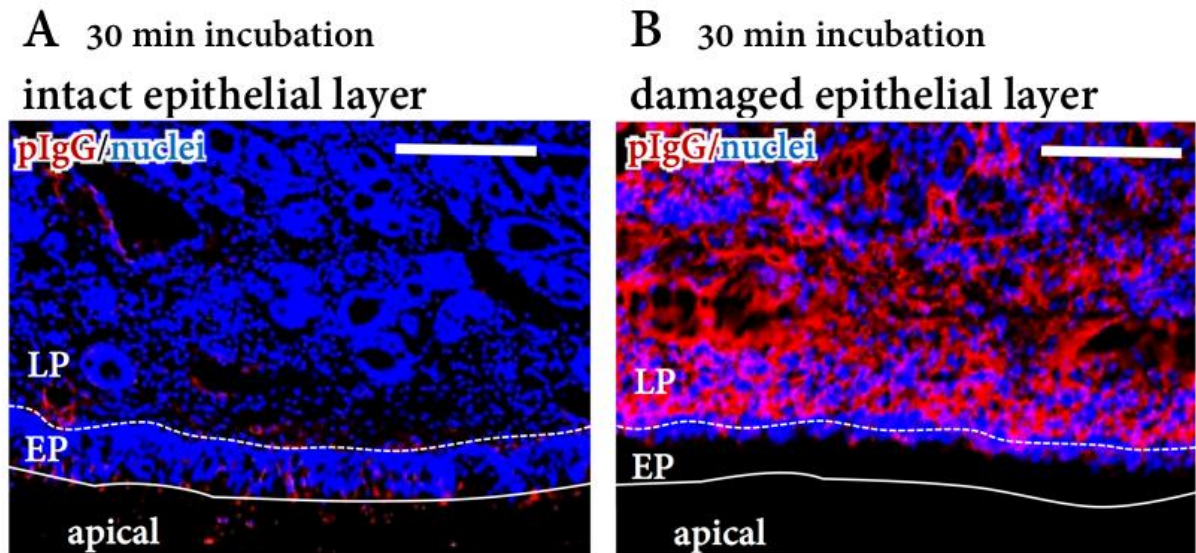 A 30 min incubation
intact epithelial layer
pIgG/nuclei
LP
EP
apical
B 30 min incubation
damaged epithelial layer
pIgG/nuclei
LP
EP
apical